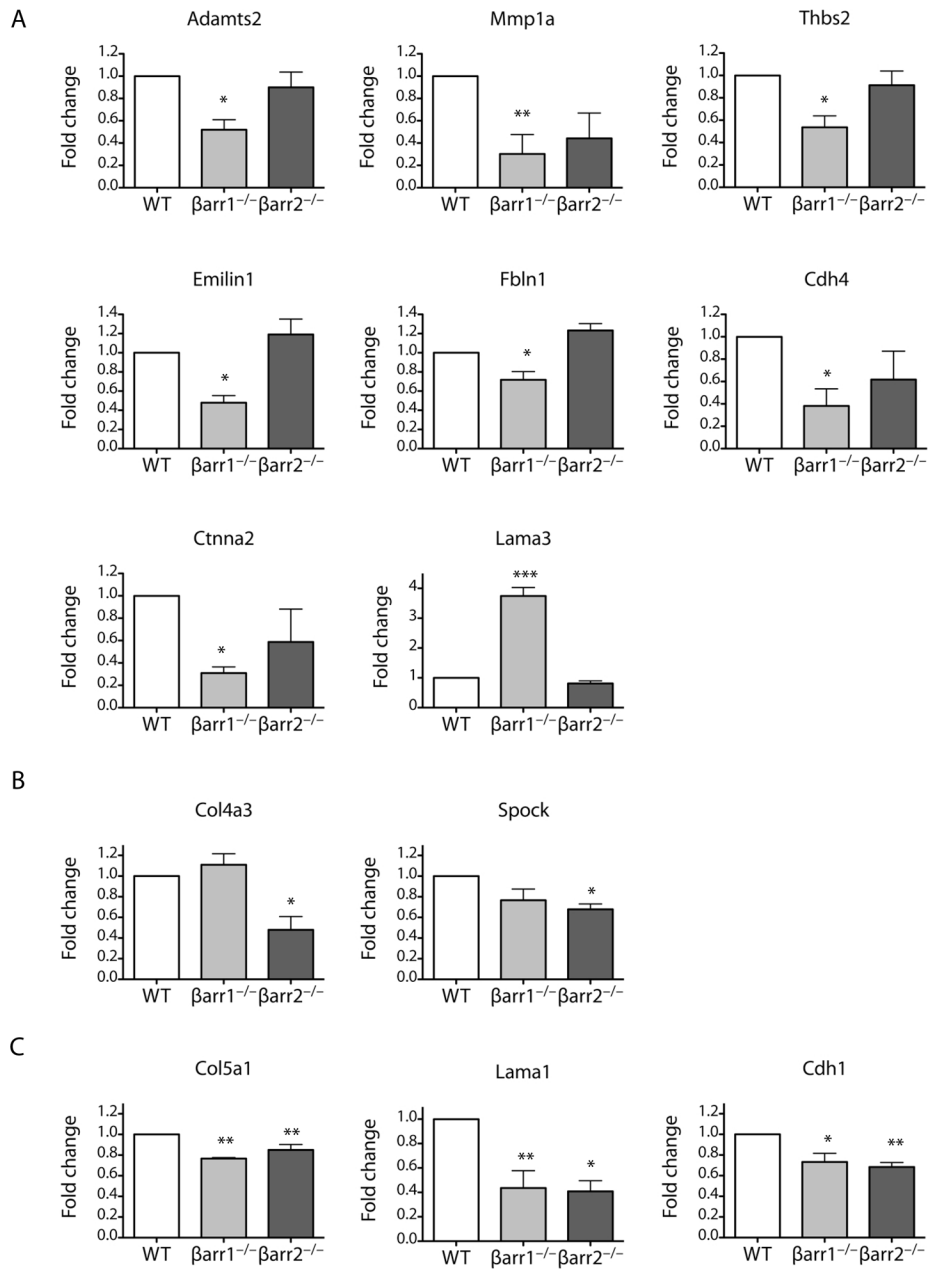 A
Adamts2
Fold change
1.2
1.0
0.8
0.6
0.4
0.2
0.0
*
WT βarr1⁻/⁻ βarr2⁻/⁻
Mmp1a
Fold change
1.2
1.0
0.8
0.6
0.4
0.2
0.0
**
WT βarr1⁻/⁻ βarr2⁻/⁻
Thbs2
Fold change
1.2
1.0
0.8
0.6
0.4
0.2
0.0
*
WT βarr1⁻/⁻ βarr2⁻/⁻
Emilin1
Fold change
1.4
1.2
1.0
0.8
0.6
0.4
0.2
0.0
*
WT βarr1⁻/⁻ βarr2⁻/⁻
Fbln1
Fold change
1.4
1.2
1.0
0.8
0.6
0.4
0.2
0.0
*
WT βarr1⁻/⁻ βarr2⁻/⁻
Cdh4
Fold change
1.2
1.0
0.8
0.6
0.4
0.2
0.0
*
WT βarr1⁻/⁻ βarr2⁻/⁻
Ctnna2
Fold change
1.2
1.0
0.8
0.6
0.4
0.2
0.0
*
WT βarr1⁻/⁻ βarr2⁻/⁻
Lama3
Fold change
4
2
1
0
***
WT βarr1⁻/⁻ βarr2⁻/⁻
B
Col4a3
Fold change
1.2
1.0
0.8
0.6
0.4
0.2
0.0
*
WT βarr1⁻/⁻ βarr2⁻/⁻
Spock
Fold change
1.2
1.0
0.8
0.6
0.4
0.2
0.0
*
WT βarr1⁻/⁻ βarr2⁻/⁻
C
Col5a1
Fold change
1.2
1.0
0.8
0.6
0.4
0.2
0.0
** **
WT βarr1⁻/⁻ βarr2⁻/⁻
Lama1
Fold change
1.0
0.8
0.6
0.4
0.2
0.0
** *
WT βarr1⁻/⁻ βarr2⁻/⁻
Cdh1
Fold change
1.2
1.0
0.8
0.6
0.4
0.2
0.0
* **
WT βarr1⁻/⁻ βarr2⁻/⁻